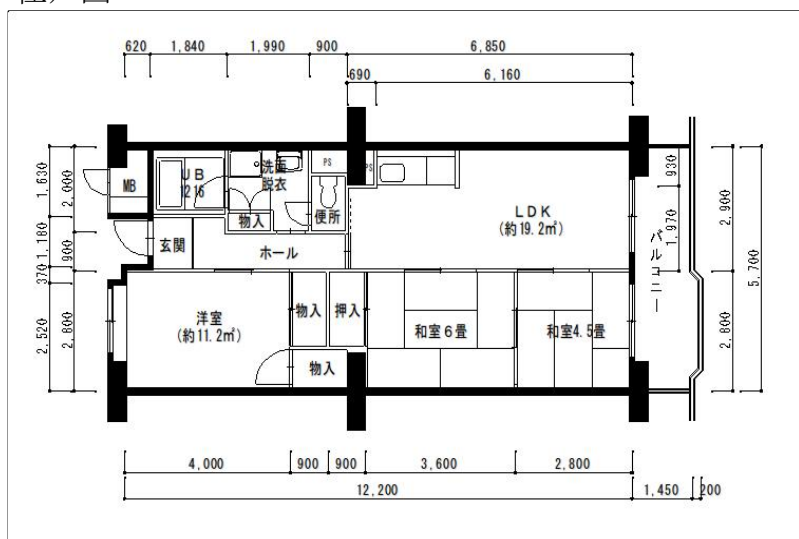 620 1,840 1,990 900 6,850
690 6,160
1,630
2,000
1,180
900
370
2,520
2,800
MB
UB
1216
洗面
脱衣
PS
PS
便所
物入
玄関
ホール
LDK
(約19.2㎡)
バルコニー
930
1,970
2,900
2,800
5,700
洋室
(約11.2㎡)
物入
押入
物入
和室6畳
和室4.5畳
4,000 900 900 3,600 2,800
12,200 1,450 200